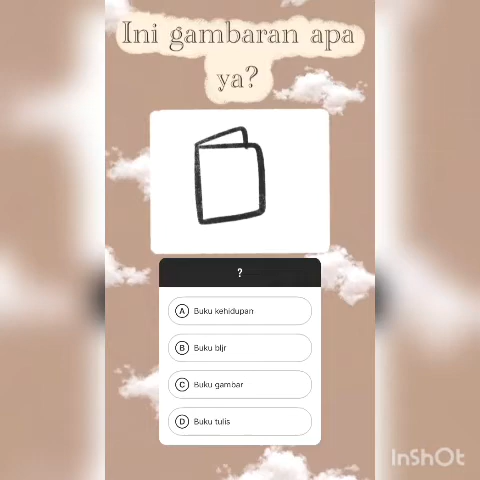 Ini gambaran apa
ya?
?
A Buku kehidupan
B Buku bljr
C Buku gambar
D Buku tulis
InShOt